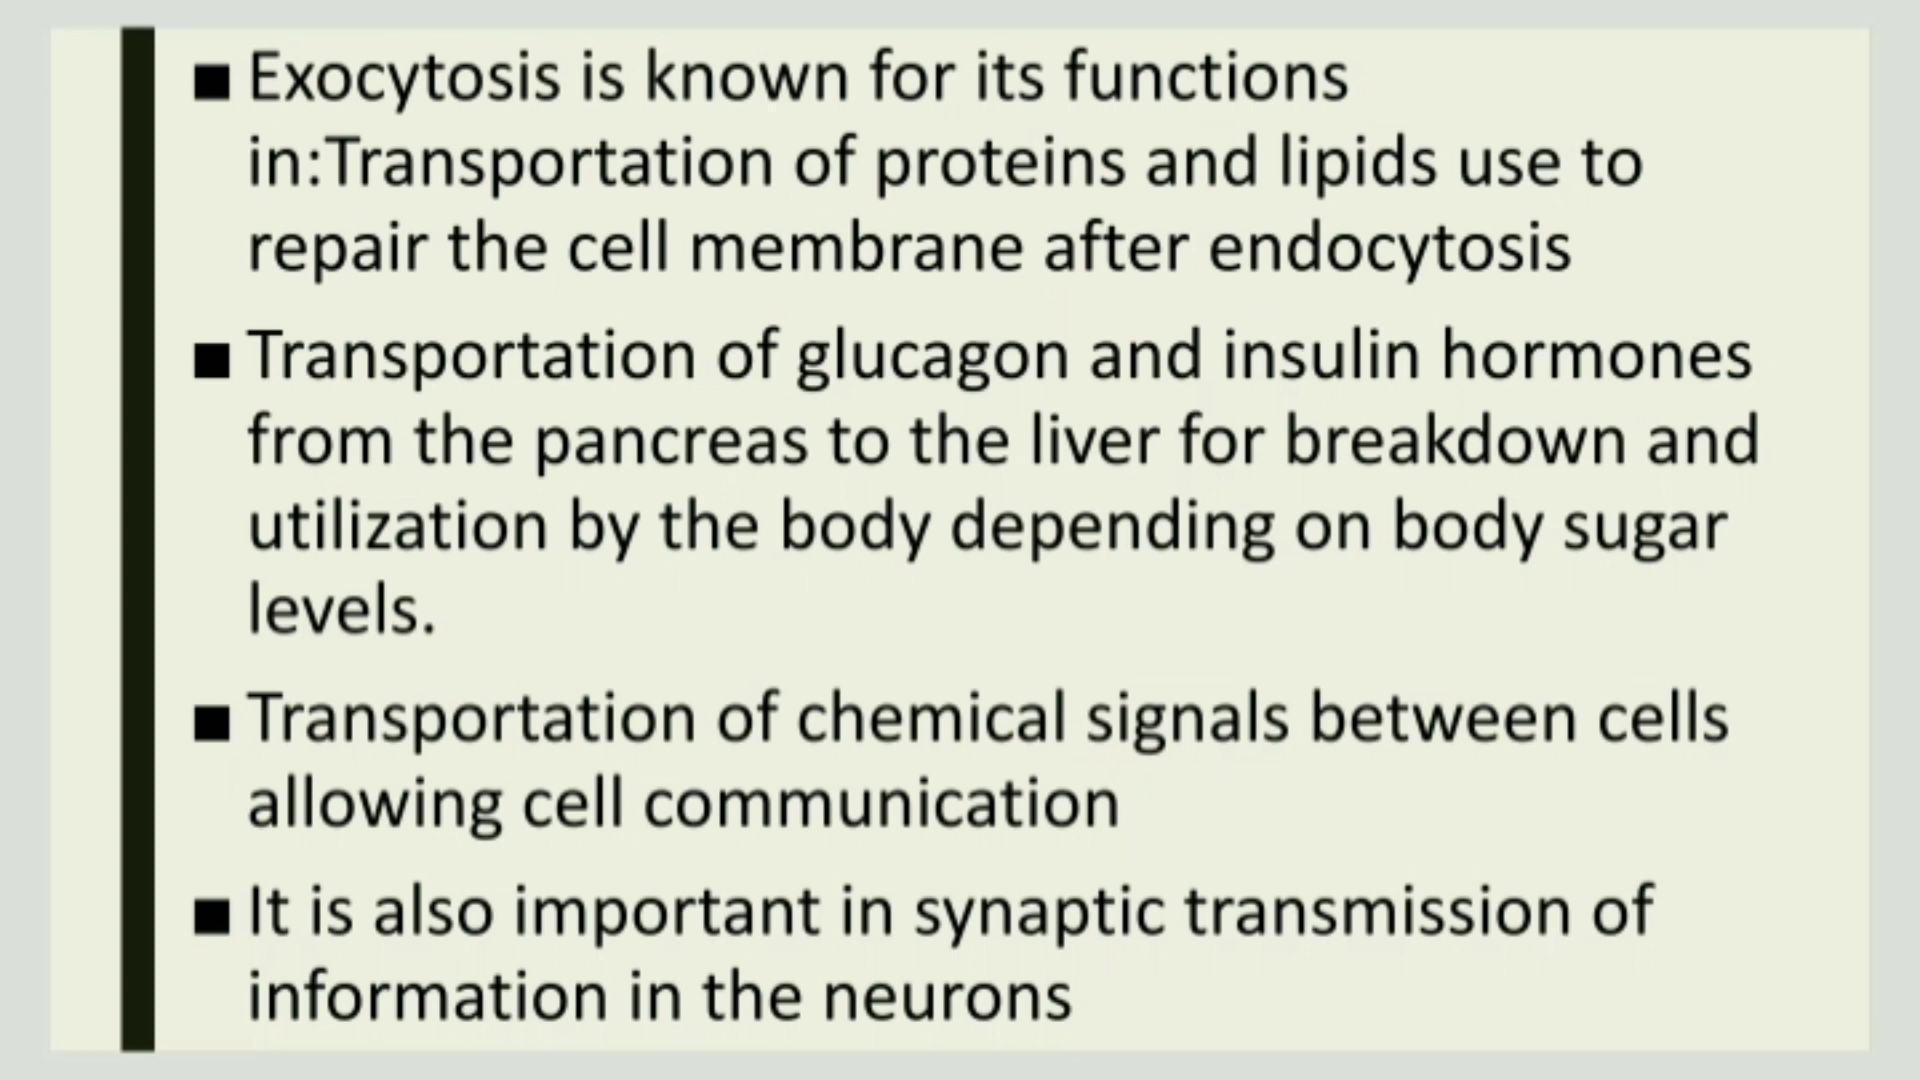 ■ Exocytosis is known for its functions
in:Transportation of proteins and lipids use to
repair the cell membrane after endocytosis
■ Transportation of glucagon and insulin hormones
from the pancreas to the liver for breakdown and
utilization by the body depending on body sugar
levels.
■ Transportation of chemical signals between cells
allowing cell communication
■ It is also important in synaptic transmission of
information in the neurons